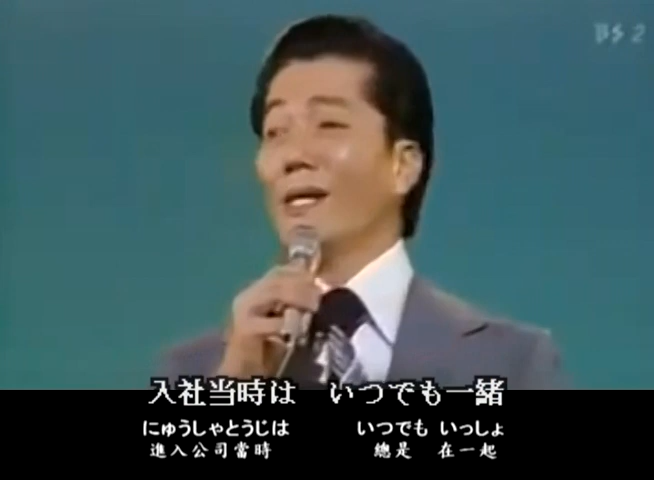 BS 2
入社当時は　いつでも一緒
にゅうしゃとうじは　いつでも いっしょ
進入公司當時　總是　在一起